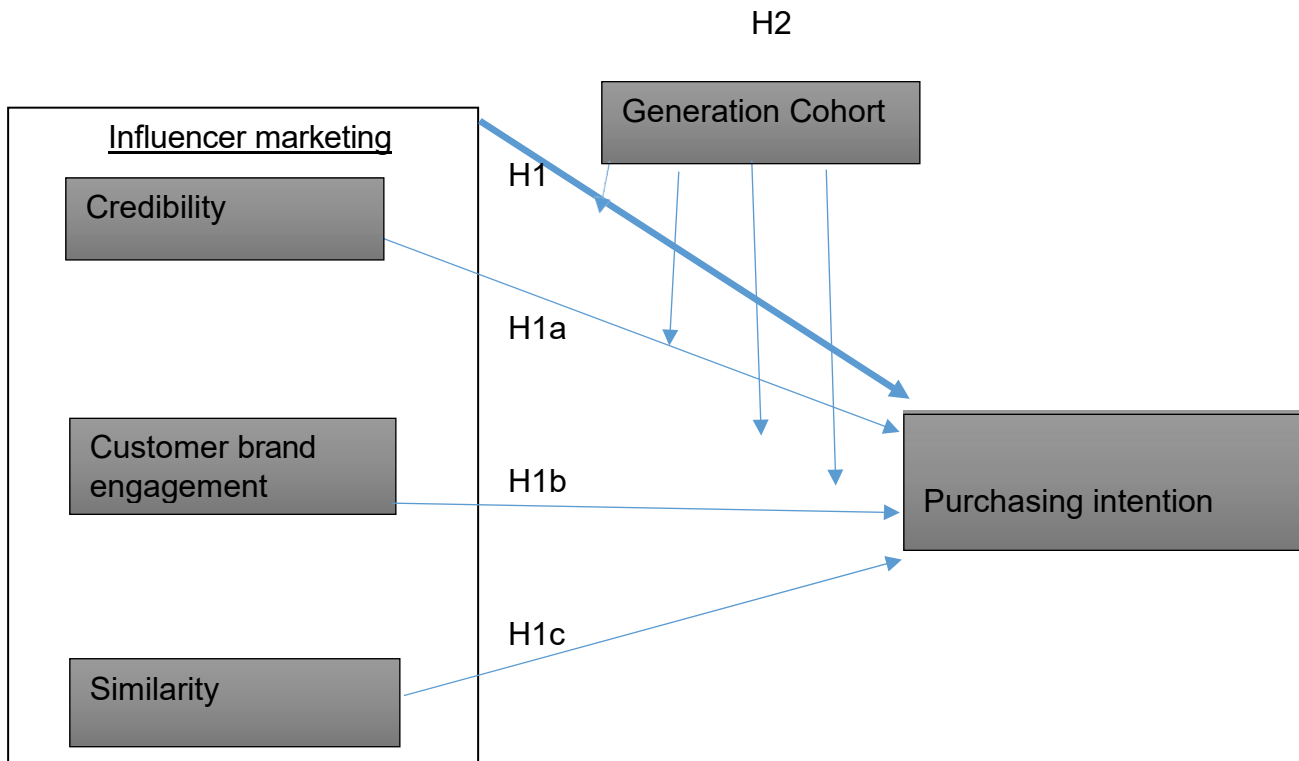 H2
Generation Cohort
Influencer marketing
H1
Credibility
H1a
Customer brand
engagement
H1b
Purchasing intention
H1c
Similarity